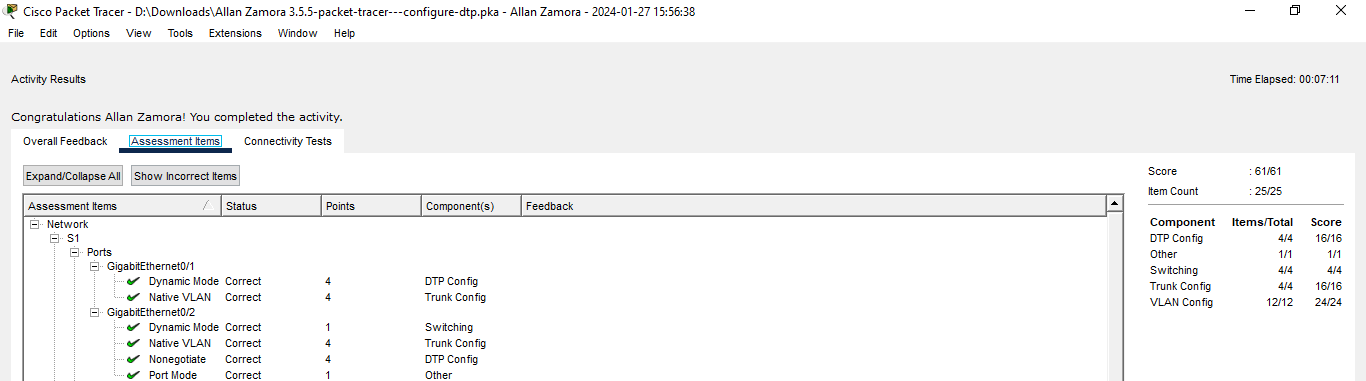 Cisco Packet Tracer - D:\Downloads\Allan Zamora 3.5.5-packet-tracer---configure-dtp.pka - Allan Zamora - 2024-01-27 15:56:38
File Edit Options View Tools Extensions Window Help
Activity Results
Time Elapsed: 00:07:11
Congratulations Allan Zamora! You completed the activity.
Overall Feedback Assessment Items Connectivity Tests
Expand/Collapse All Show Incorrect Items
Assessment Items Status Points Component(s) Feedback
Network
S1
Ports
GigabitEthernet0/1
Dynamic Mode Correct 4 DTP Config
Native VLAN Correct 4 Trunk Config
GigabitEthernet0/2
Dynamic Mode Correct 1 Switching
Native VLAN Correct 4 Trunk Config
Nonegotiate Correct 4 DTP Config
Port Mode Correct 1 Other
Score : 61/61
Item Count : 25/25
Component Items/Total Score
DTP Config 4/4 16/16
Other 1/1 1/1
Switching 4/4 4/4
Trunk Config 4/4 16/16
VLAN Config 12/12 24/24